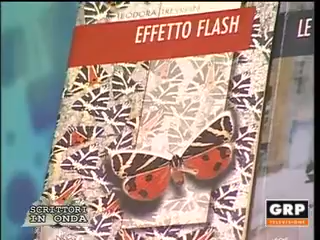 TEODORA TREVISAN
EFFETTO FLASH
LE
SCRITTORI
IN ONDA
GRP
TELEVISIONE